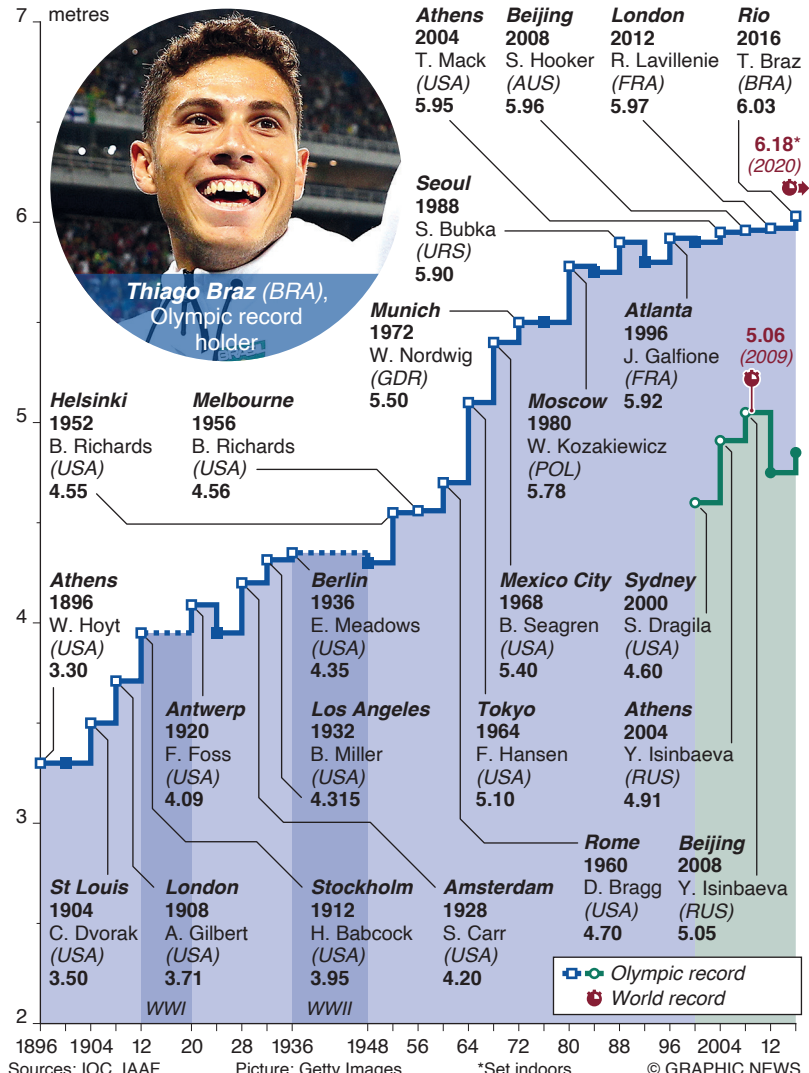 7
metres
Athens
2004
T. Mack
(USA)
5.95
Beijing
2008
S. Hooker
(AUS)
5.96
London
2012
R. Lavillenie
(FRA)
5.97
Rio
2016
T. Braz
(BRA)
6.03
6.18*
(2020)
6
Seoul
1988
S. Bubka
(URS)
5.90
Thiago Braz (BRA),
Olympic record
holder
Munich
1972
W. Nordwig
(GDR)
5.50
Atlanta
1996
J. Galfione
(FRA)
5.92
5.06
(2009)
5
Helsinki
1952
B. Richards
(USA)
4.55
Melbourne
1956
B. Richards
(USA)
4.56
Moscow
1980
W. Kozakiewicz
(POL)
5.78
4
Athens
1896
W. Hoyt
(USA)
3.30
Berlin
1936
E. Meadows
(USA)
4.35
Mexico City
1968
B. Seagren
(USA)
5.40
Sydney
2000
S. Dragila
(USA)
4.60
Antwerp
1920
F. Foss
(USA)
4.09
Los Angeles
1932
B. Miller
(USA)
4.315
Tokyo
1964
F. Hansen
(USA)
5.10
Athens
2004
Y. Isinbaeva
(RUS)
4.91
3
St Louis
1904
C. Dvorak
(USA)
3.50
London
1908
A. Gilbert
(USA)
3.71
Stockholm
1912
H. Babcock
(USA)
3.95
Amsterdam
1928
S. Carr
(USA)
4.20
Rome
1960
D. Bragg
(USA)
4.70
Beijing
2008
Y. Isinbaeva
(RUS)
5.05
WWI
WWII
Olympic record
World record
2
1896 1904 12 20 28 1936 1948 56 64 72 80 88 96 2004 12
Sources: IOC, IAAF Picture: Getty Images *Set indoors © GRAPHIC NEWS